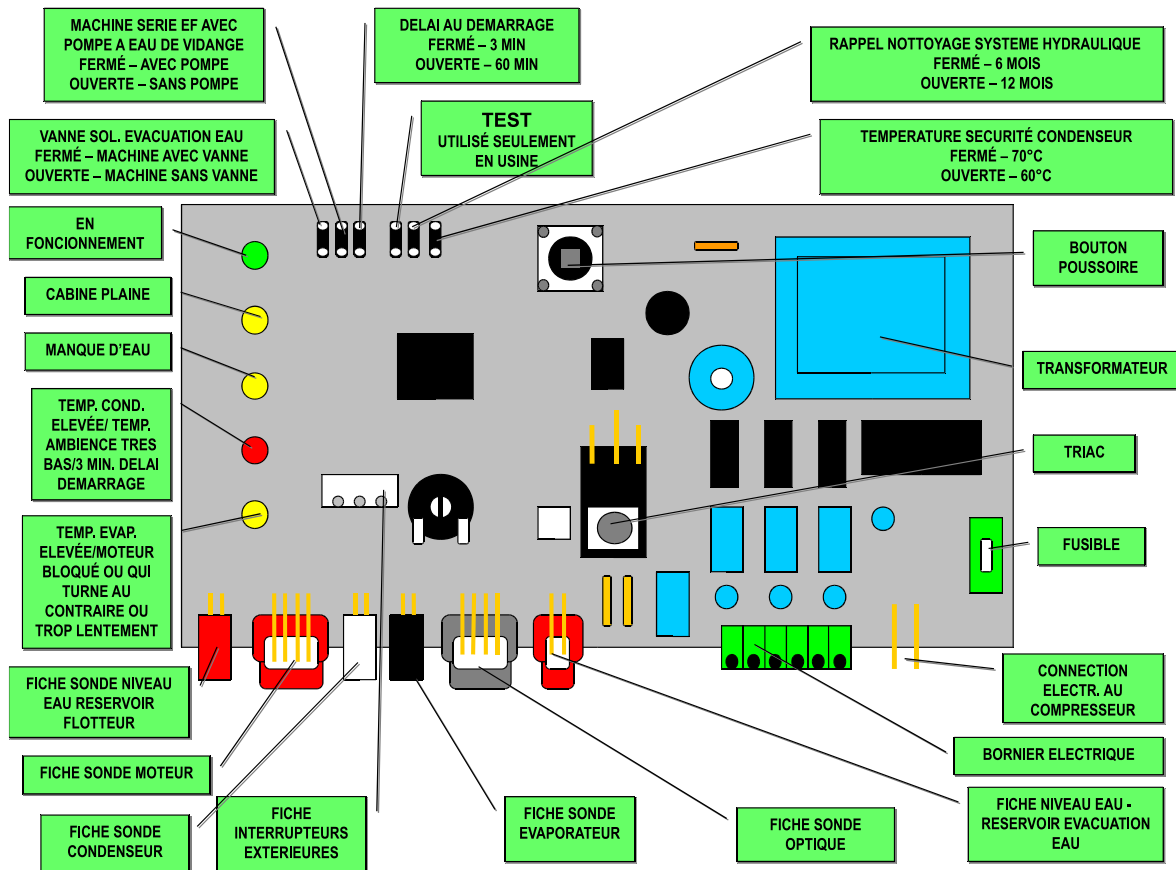 MACHINE SERIE EF AVEC
POMPE A EAU DE VIDANGE
FERMÉ – AVEC POMPE
OUVERTE – SANS POMPE
DELAI AU DEMARRAGE
FERMÉ – 3 MIN
OUVERTE – 60 MIN
RAPPEL NOTTOYAGE SYSTEME HYDRAULIQUE
FERMÉ – 6 MOIS
OUVERTE – 12 MOIS
VANNE SOL. EVACUATION EAU
FERMÉ – MACHINE AVEC VANNE
OUVERTE – MACHINE SANS VANNE
TEST
UTILISÉ SEULEMENT
EN USINE
TEMPERATURE SECURITÉ CONDENSEUR
FERMÉ – 70°C
OUVERTE – 60°C
EN
FONCIONNEMENT
BOUTON
POUSSOIRE
CABINE PLAINE
MANQUE D'EAU
TRANSFORMATEUR
TEMP. COND.
ELEVÉE/ TEMP.
AMBIENCE TRES
BAS/3 MIN. DELAI
DEMARRAGE
TRIAC
TEMP. EVAP.
ELEVÉE/MOTEUR
BLOQUÉ OU QUI
TURNE AU
CONTRAIRE OU
TROP LENTEMENT
FUSIBLE
FICHE SONDE NIVEAU
EAU RESERVOIR
FLOTTEUR
CONNECTION
ELECTR. AU
COMPRESSEUR
FICHE SONDE MOTEUR
BORNIER ELECTRIQUE
FICHE SONDE
CONDENSEUR
FICHE
INTERRUPTEURS
EXTERIEURES
FICHE SONDE
EVAPORATEUR
FICHE SONDE
OPTIQUE
FICHE NIVEAU EAU -
RESERVOIR EVACUATION
EAU